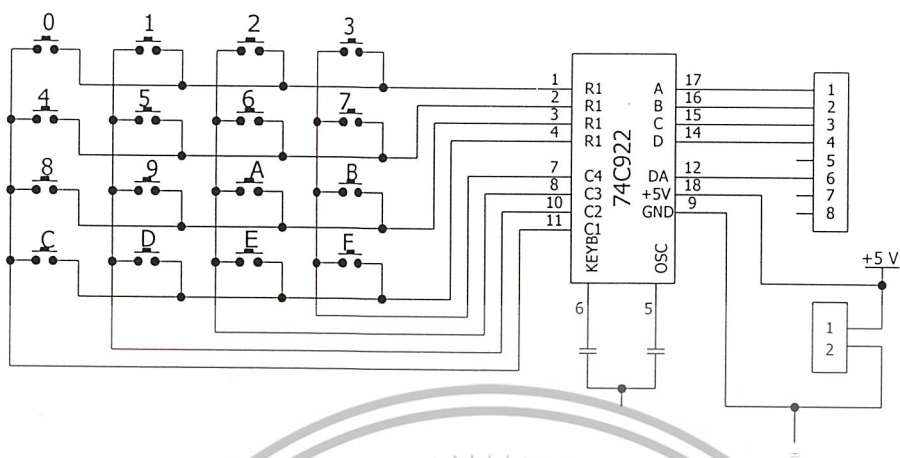 0 1 2 3
4 5 6 7
8 9 A B
C D E F
1 R1 A 17 1
2 R1 B 16 2
3 R1 C 15 3
4 R1 D 14 4
5
7 C4 DA 12 6
8 C3 +5V 18 7
10 C2 GND 9 8
11 C1
74C922
KEYB
OSC
6 5
+5 V
1
2